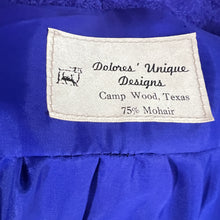 Dolores' Unique
Designs
Camp Wood, Texas
75% Mohair